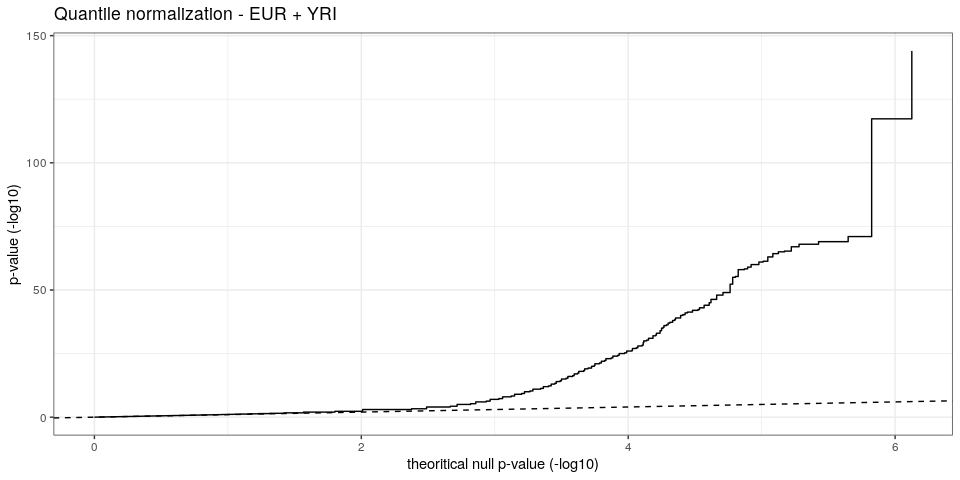 Quantile normalization - EUR + YRI
150
100
50
0
p-value (-log10)
0
2
4
6
theoritical null p-value (-log10)